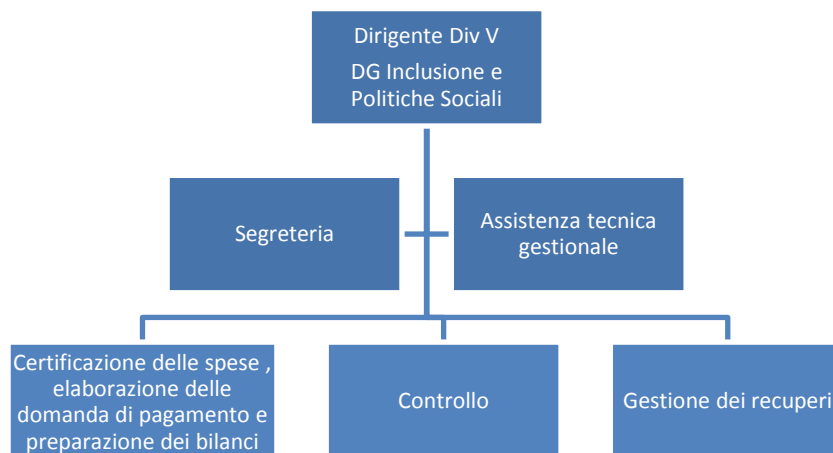 Dirigente Div V
DG Inclusione e
Politiche Sociali
Segreteria
Assistenza tecnica
gestionale
Certificazione delle spese ,
elaborazione delle
domanda di pagamento e
preparazione dei bilanci
Controllo
Gestione dei recuperi